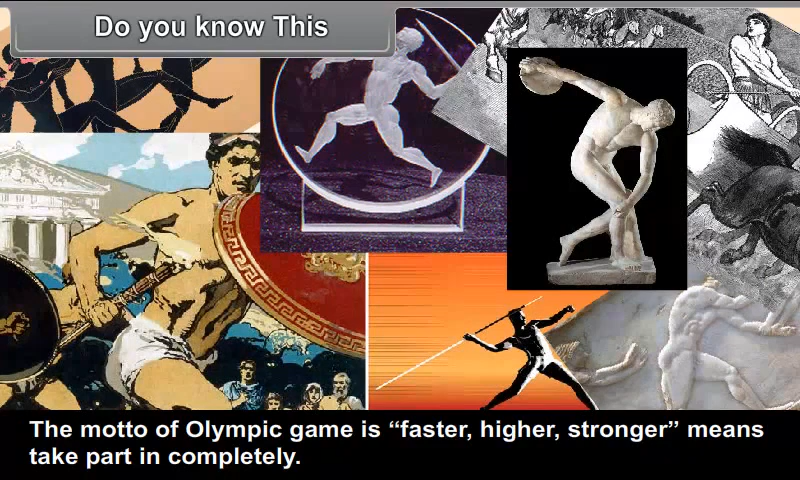 Do you know This
The motto of Olympic game is “faster, higher, stronger” means
take part in completely.